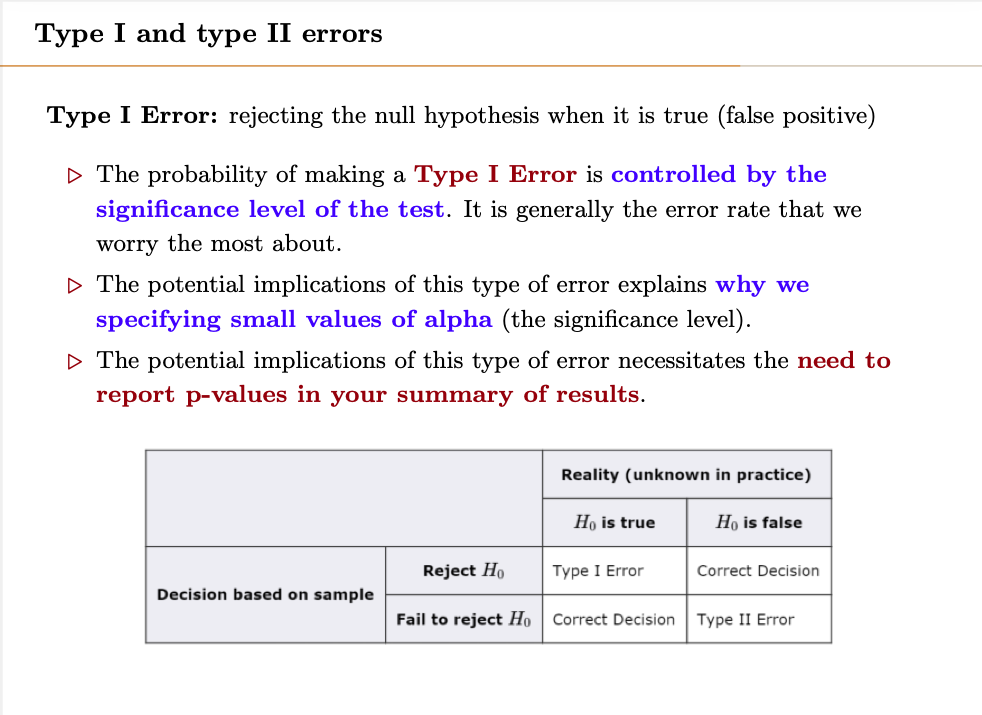 Type I and type II errors
Type I Error: rejecting the null hypothesis when it is true (false positive)
▷ The probability of making a Type I Error is controlled by the
significance level of the test. It is generally the error rate that we
worry the most about.
▷ The potential implications of this type of error explains why we
specifying small values of alpha (the significance level).
▷ The potential implications of this type of error necessitates the need to
report p-values in your summary of results.
Reality (unknown in practice)
H₀ is true H₀ is false
Reject H₀ Type I Error Correct Decision
Decision based on sample
Fail to reject H₀ Correct Decision Type II Error